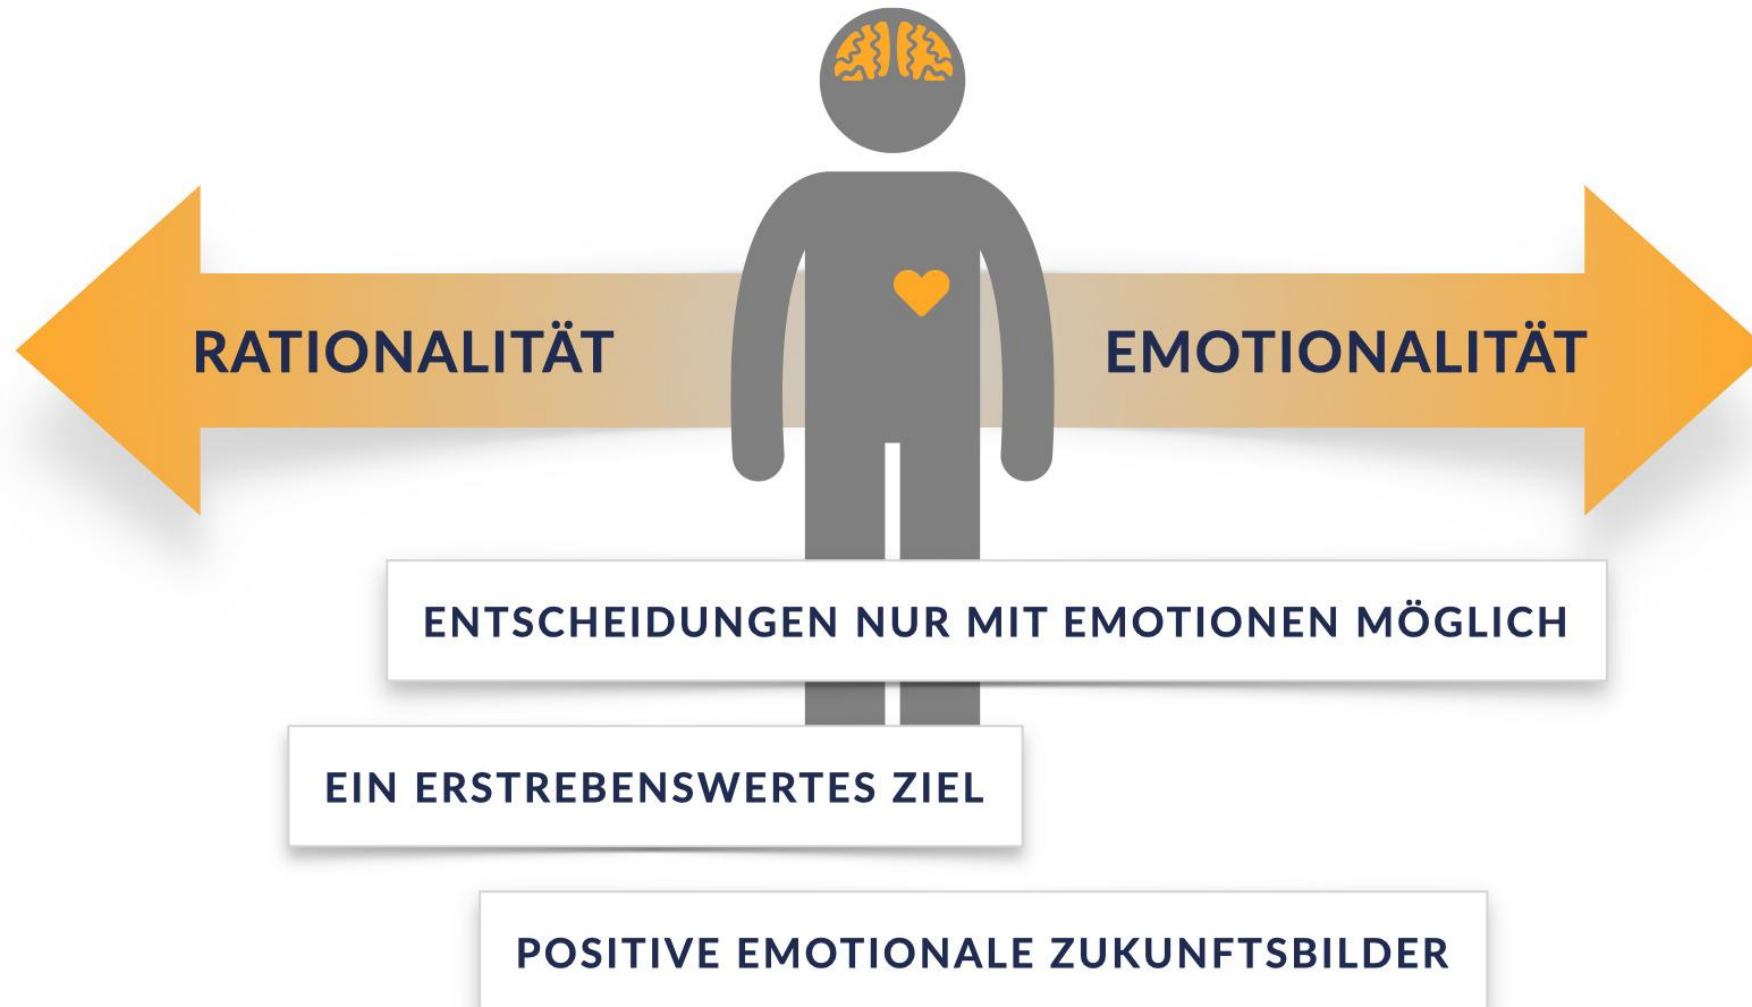 RATIONALITÄT
EMOTIONALITÄT
ENTSCHEIDUNGEN NUR MIT EMOTIONEN MÖGLICH
EIN ERSTREBENSWERTES ZIEL
POSITIVE EMOTIONALE ZUKUNFTSBILDER